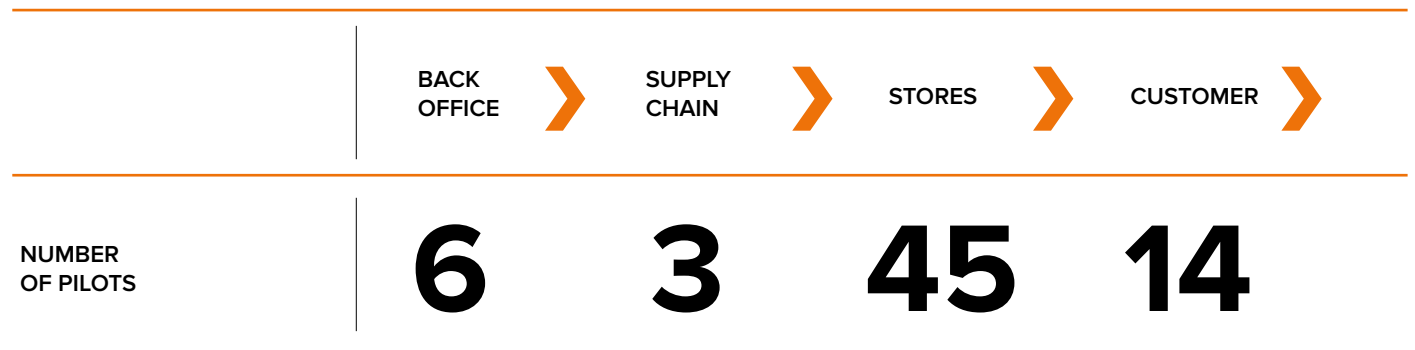 BACK
OFFICE
SUPPLY
CHAIN
STORES
CUSTOMER
NUMBER
OF PILOTS
6
3
45
14